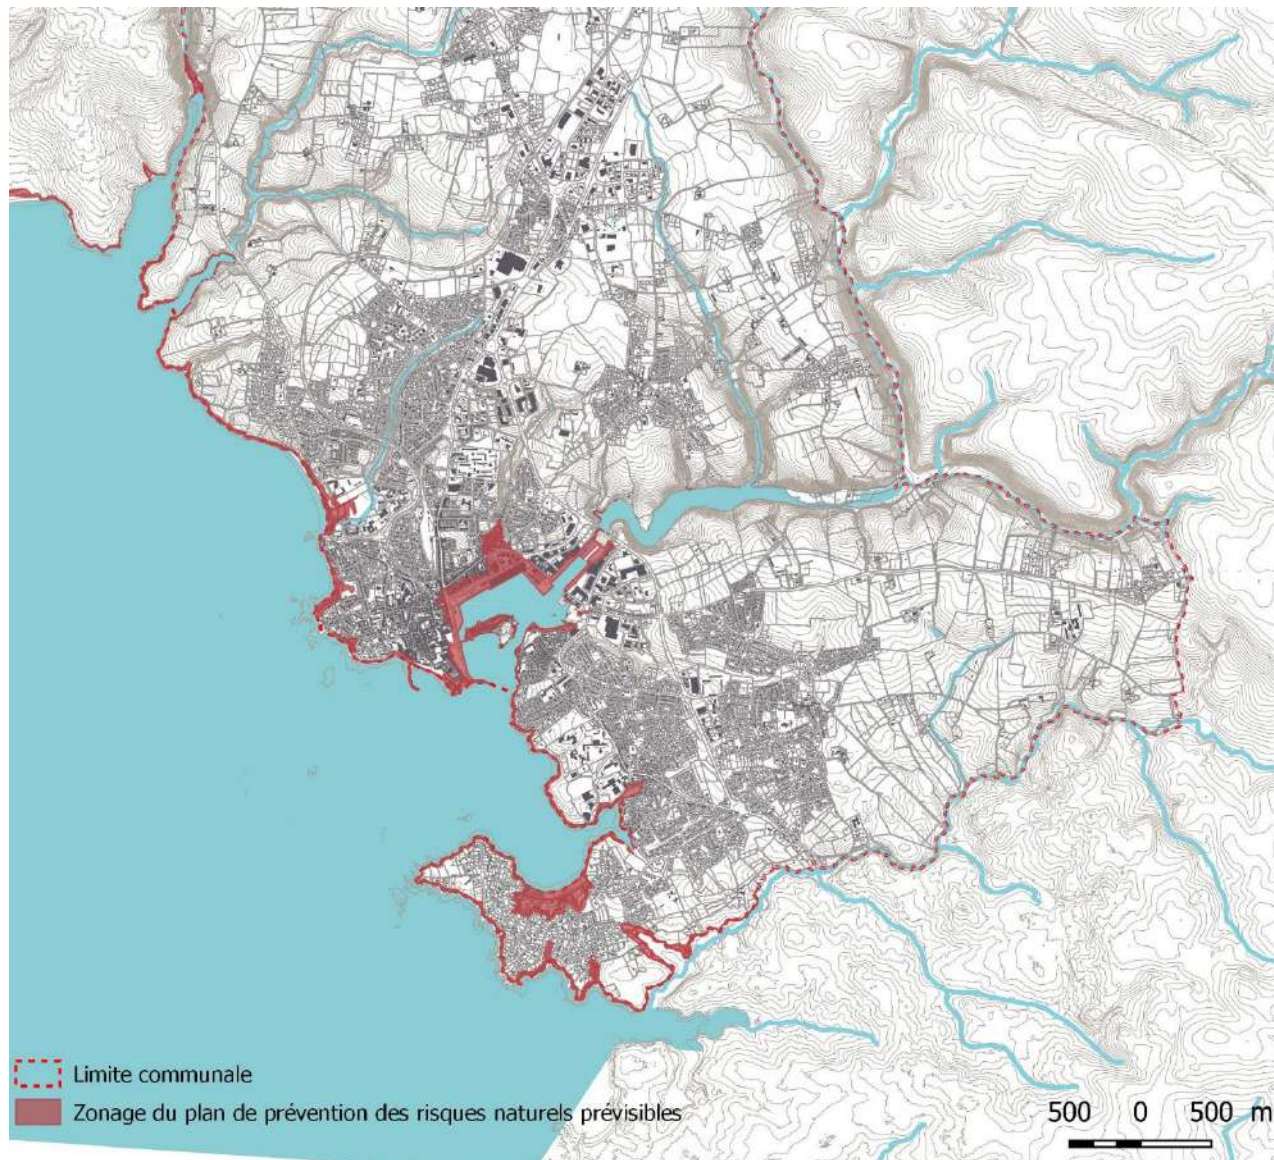 Limite communale
Zonage du plan de prévention des risques naturels prévisibles
500 0 500 m